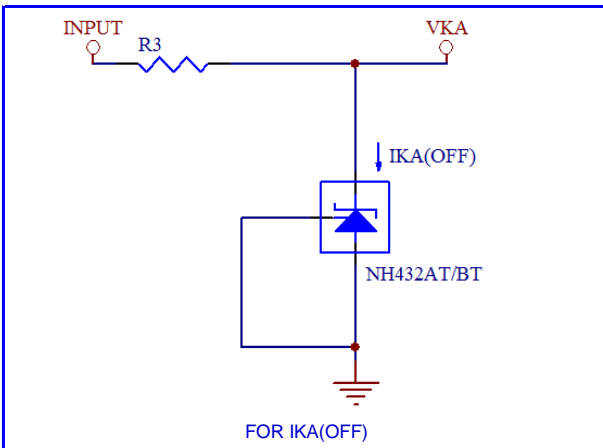 INPUT
VKA
R3
IKA(OFF)
NH432AT/BT
FOR IKA(OFF)